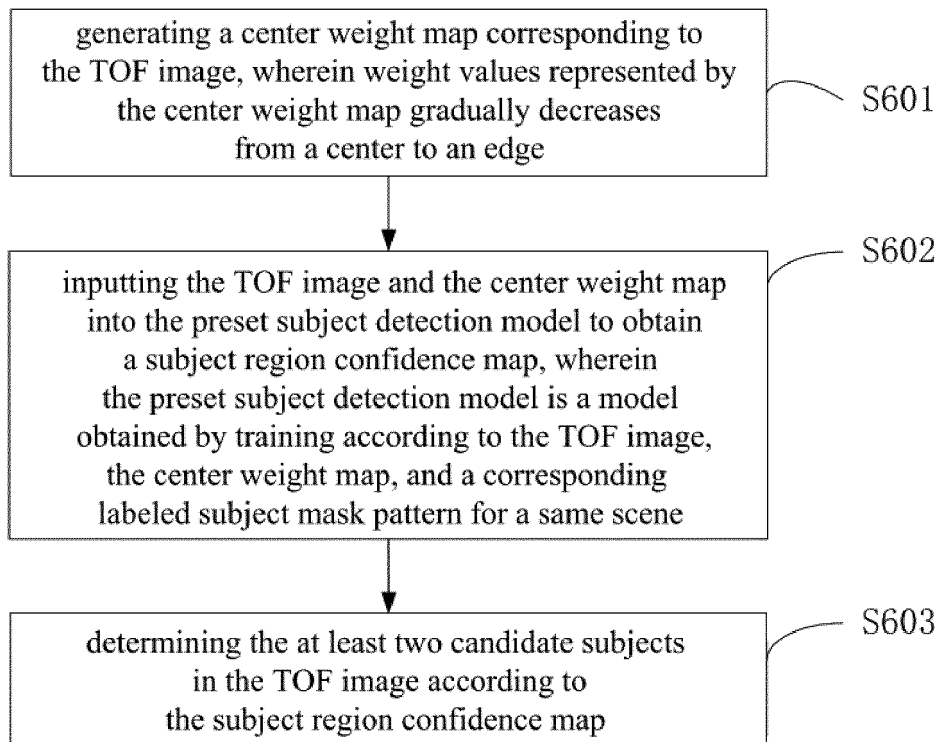 generating a center weight map corresponding to
the TOF image, wherein weight values represented by
the center weight map gradually decreases
from a center to an edge
S601
inputting the TOF image and the center weight map
into the preset subject detection model to obtain
a subject region confidence map, wherein
the preset subject detection model is a model
obtained by training according to the TOF image,
the center weight map, and a corresponding
labeled subject mask pattern for a same scene
S602
determining the at least two candidate subjects
in the TOF image according to
the subject region confidence map
S603